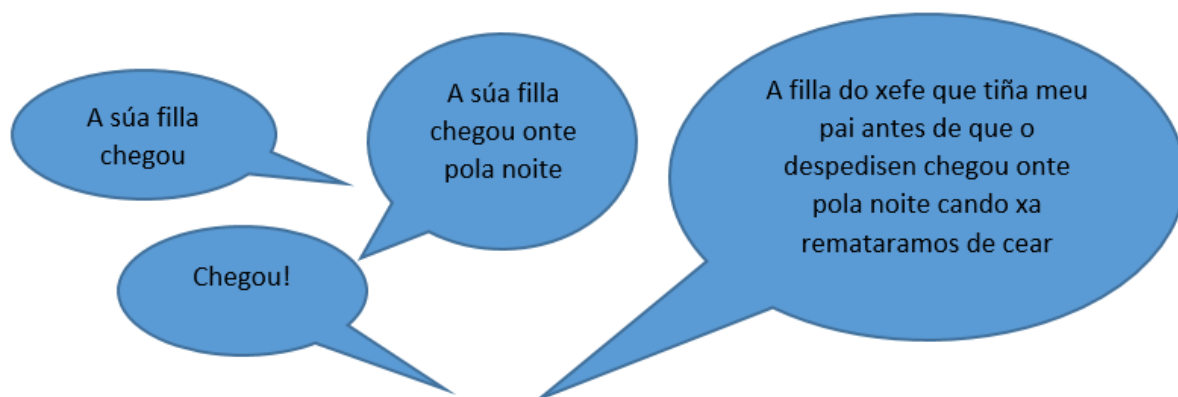 A súa filla
chegou
A súa filla
chegou onte
pola noite
A filla do xefe que tiña meu
pai antes de que o
despedisen chegou onte
pola noite cando xa
remataramos de cear
Chegou!